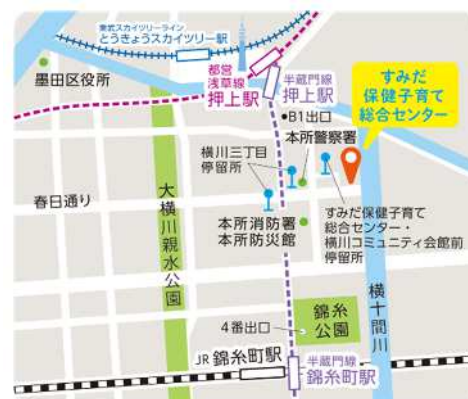 東武スカイツリーライン
とうきょうスカイツリー駅
墨田区役所
都営
浅草線
押上駅
半蔵門線
押上駅
すみだ
保健子育て
総合センター
●B1出口
本所警察署
横川三丁目
停留所
春日通り
大横川親水公園
本所消防署
本所防災館
すみだ保健子育て
総合センター・
横川コミュニティ会館前
停留所
横十間川
錦糸
公園
4番出口
JR 錦糸町駅
半蔵門線
錦糸町駅